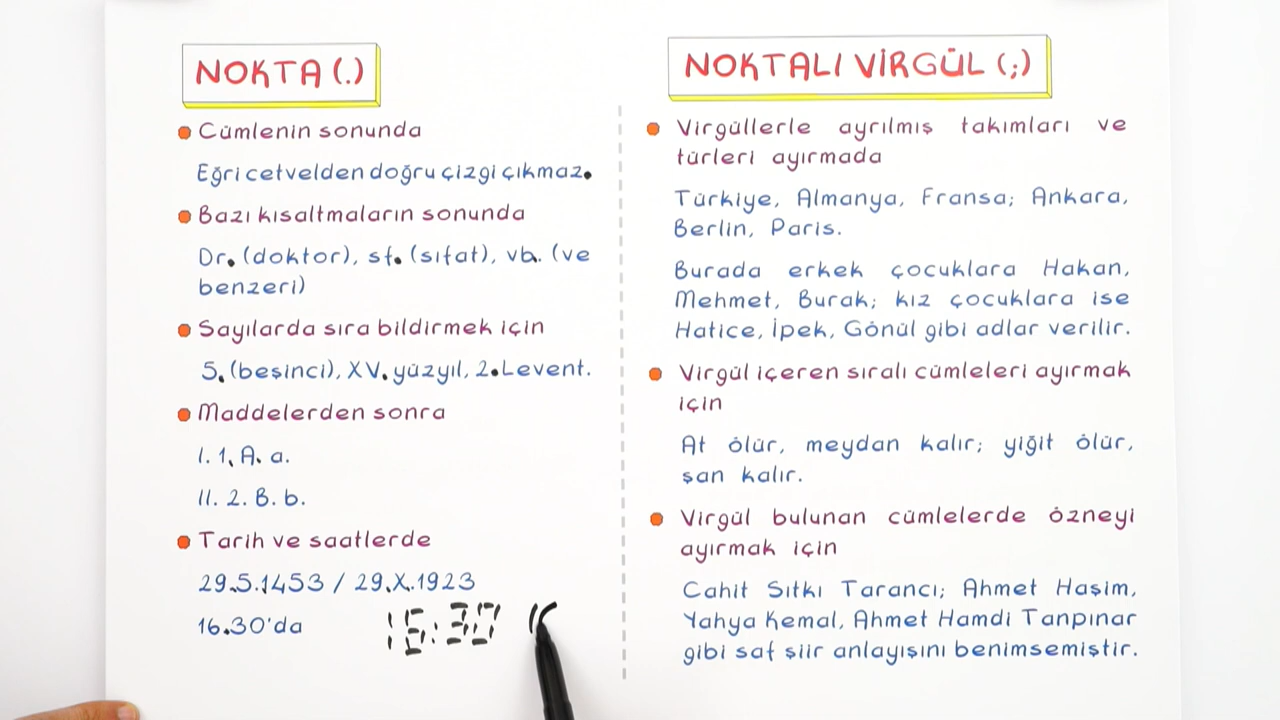 NOKTA (.)
Cümlenin sonunda
Eğri cetvelden doğru çizgi çıkmaz.
Bazı kısaltmaların sonunda
Dr. (doktor), sf. (sıfat), vb. (ve
benzeri)
Sayılarda sıra bildirmek için
5. (beşinci), XV. yüzyıl, 2. Levent.
Maddelerden sonra
I. 1. A. a.
II. 2. B. b.
Tarih ve saatlerde
29.5.1453 / 29.X.1923
16.30'da
16:30
NOKTALI VİRGÜL (;)
Virgüllerle ayrılmış takımları ve
türleri ayırmada
Türkiye, Almanya, Fransa; Ankara,
Berlin, Paris.
Burada erkek çocuklara Hakan,
Mehmet, Burak; kız çocuklara ise
Hatice, İpek, Gönül gibi adlar verilir.
Virgül içeren sıralı cümleleri ayırmak
için
At ölür, meydan kalır; yiğit ölür,
şan kalır.
Virgül bulunan cümlelerde özneyi
ayırmak için
Cahit Sıtkı Tarancı; Ahmet Haşim,
Yahya Kemal, Ahmet Hamdi Tanpınar
gibi saf şiir anlayışını benimsemiştir.